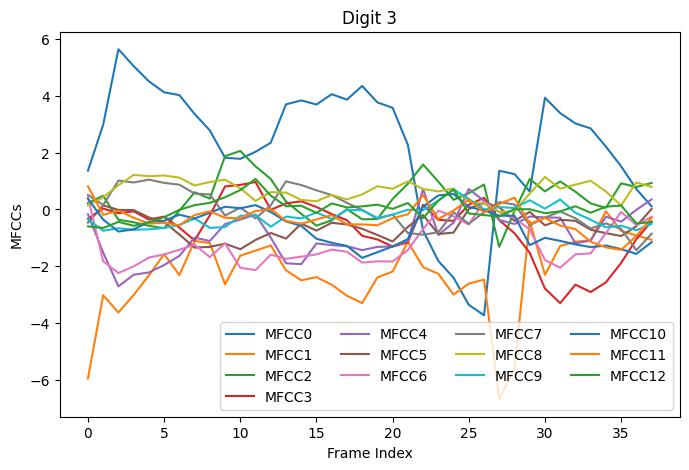 Digit 3
MFCCs
6
4
2
0
−2
−4
−6
MFCC0 MFCC4 MFCC7 MFCC10
MFCC1 MFCC5 MFCC8 MFCC11
MFCC2 MFCC6 MFCC9 MFCC12
MFCC3
0 5 10 15 20 25 30 35
Frame Index